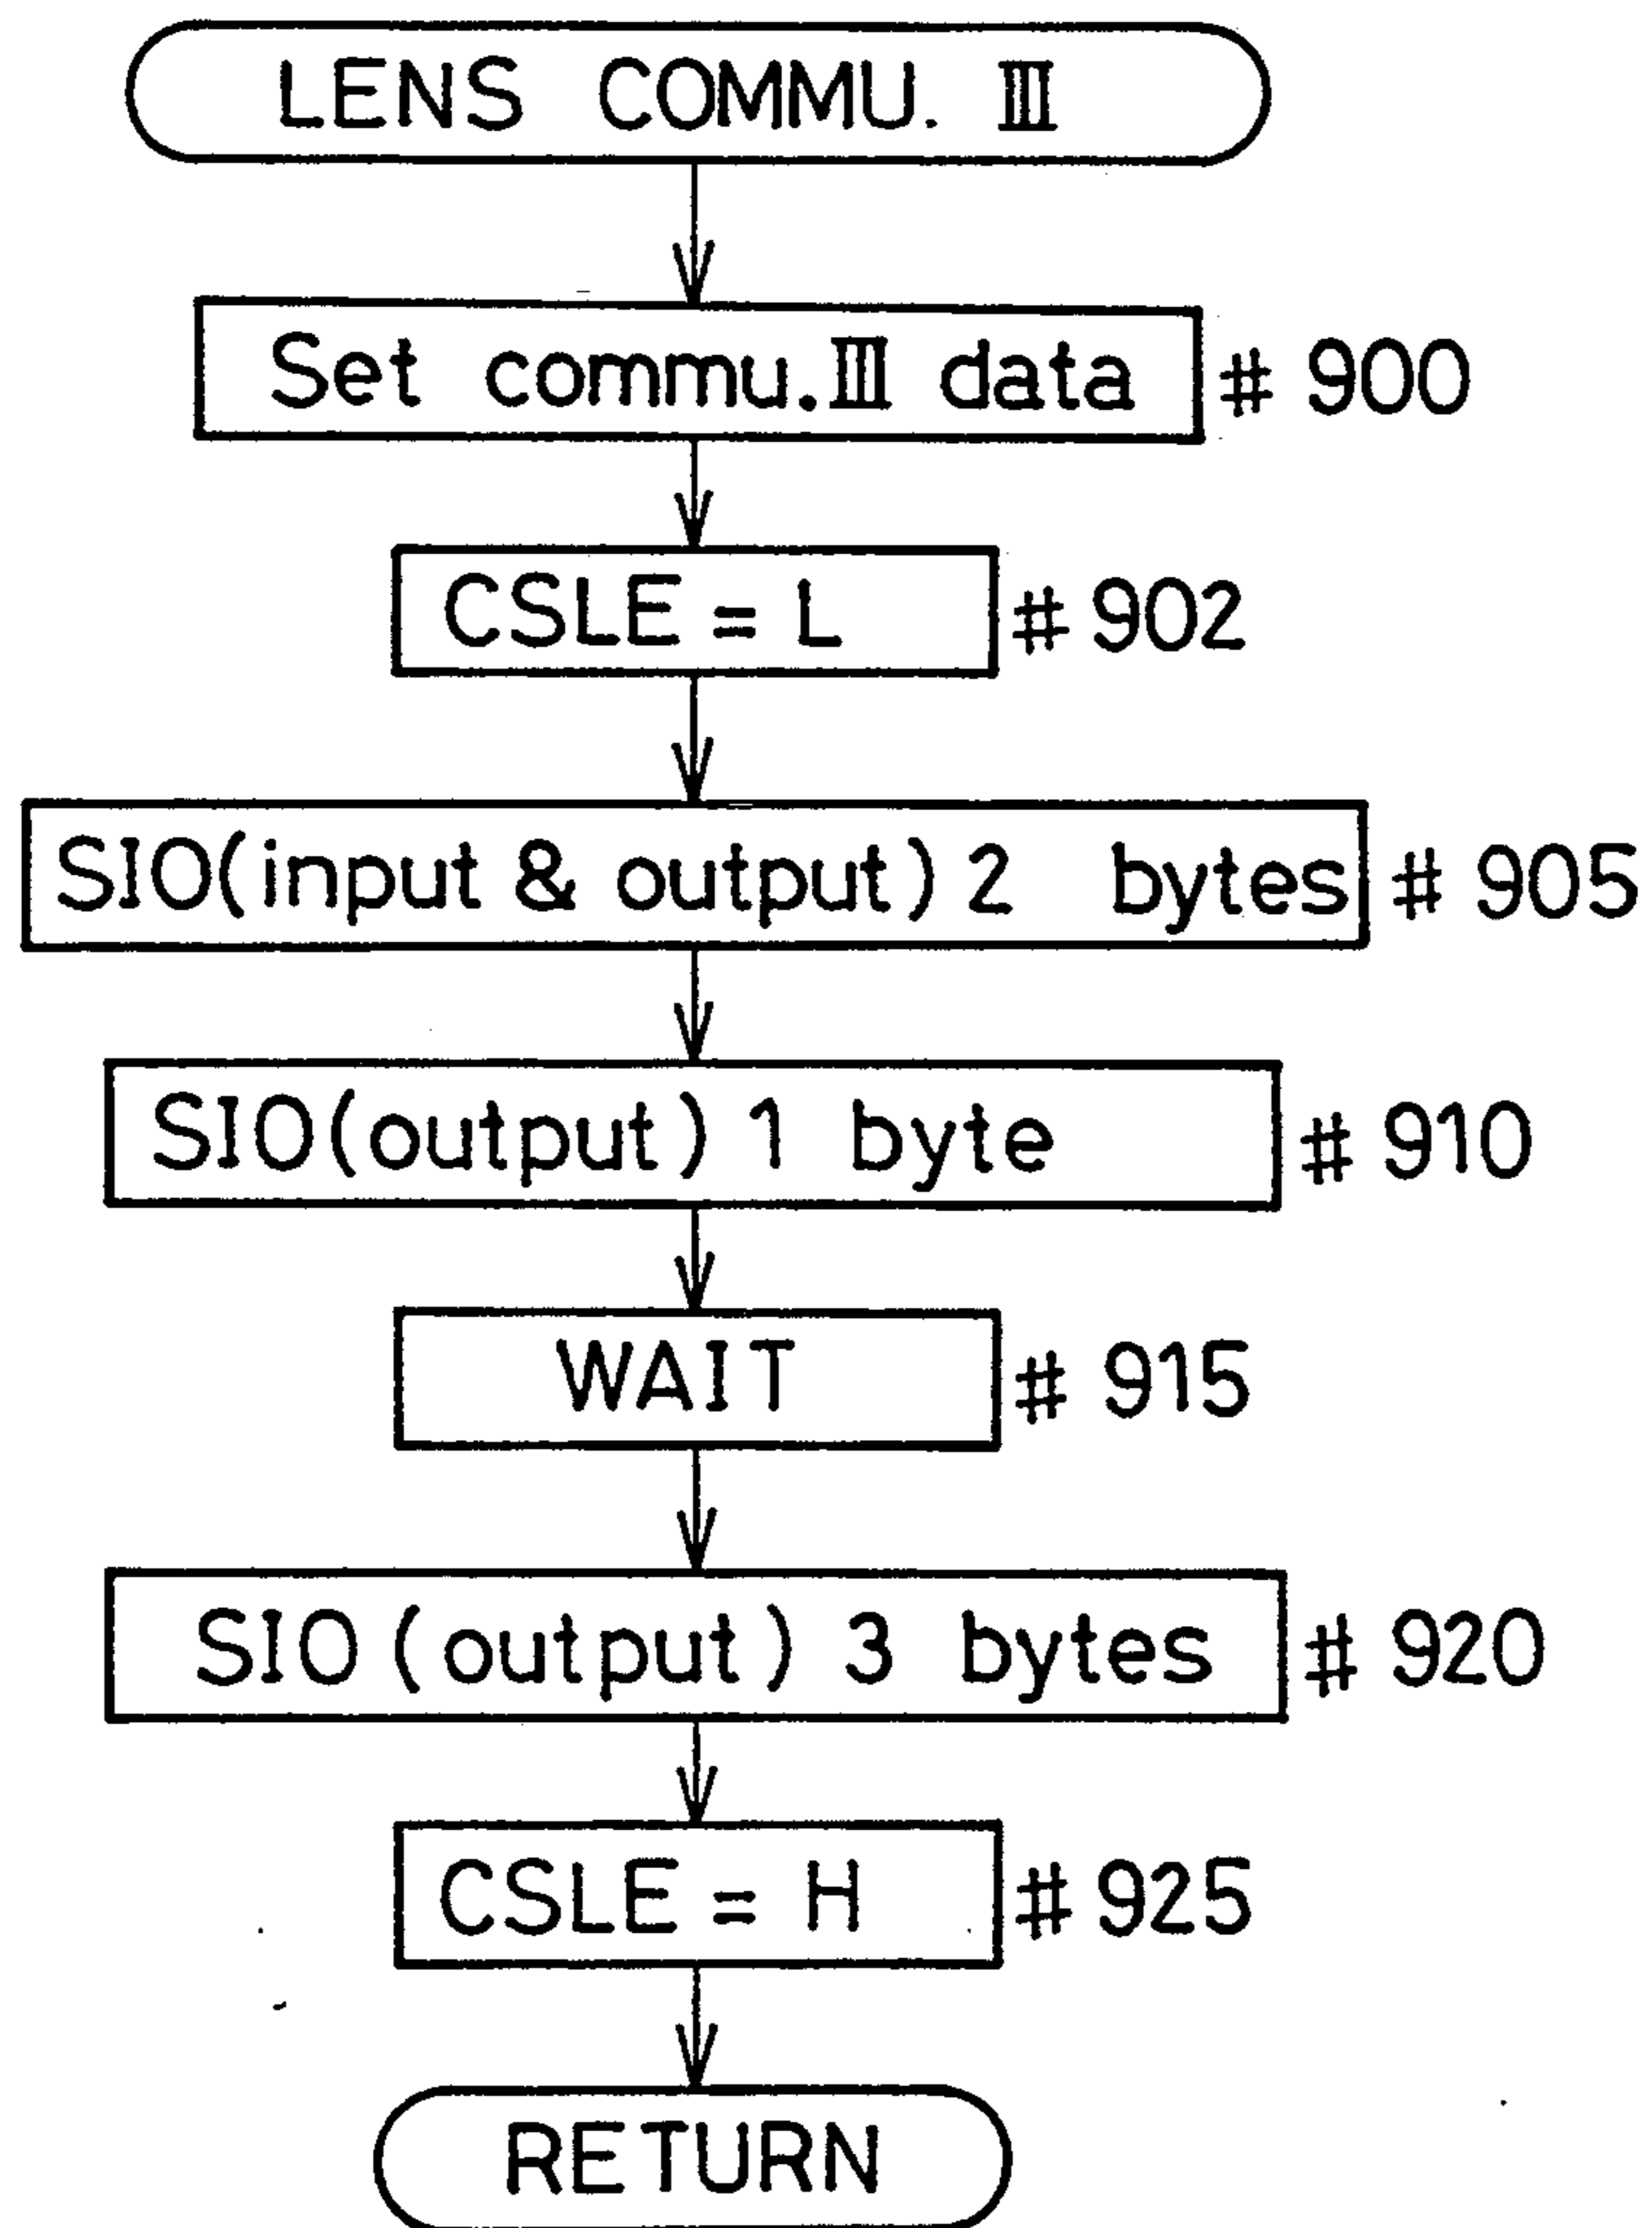 LENS COMMU. III
Set commu. III data #900
CSLE = L #902
SIO(input & output) 2 bytes #905
SIO(output) 1 byte #910
WAIT #915
SIO (output) 3 bytes #920
CSLE = H #925
RETURN